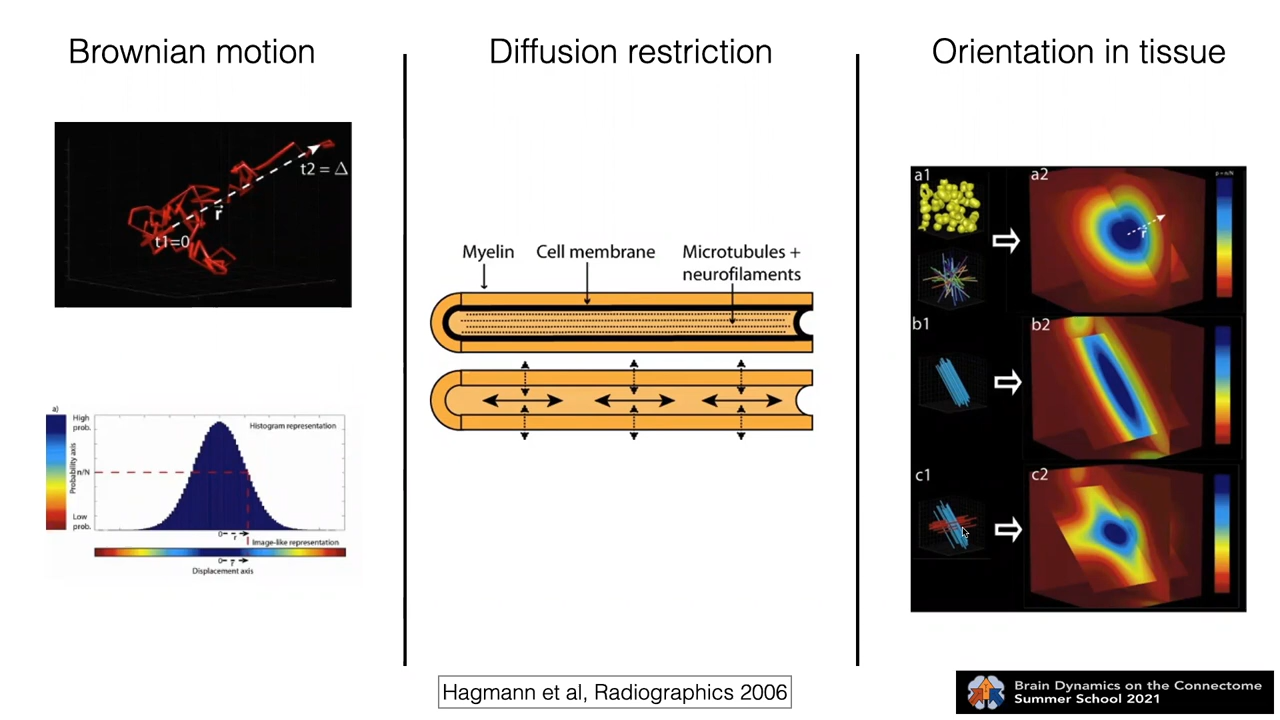 Brownian motion
t2 = Δ
r
t1=0
a)
High
prob.
Histogram representation
Probability axis
n/N
Low
prob.
0
r
Image-like representation
0
r
Displacement axis
Diffusion restriction
Myelin
Cell membrane
Microtubules +
neurofilaments
Orientation in tissue
a1
a2
p = n/N
r
b1
b2
c1
c2
Hagmann et al, Radiographics 2006
Brain Dynamics on the Connectome
Summer School 2021